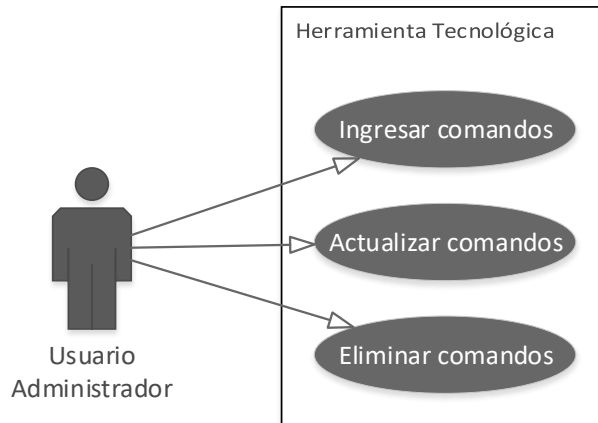 Herramienta Tecnológica
Ingresar comandos
Actualizar comandos
Eliminar comandos
Usuario
Administrador